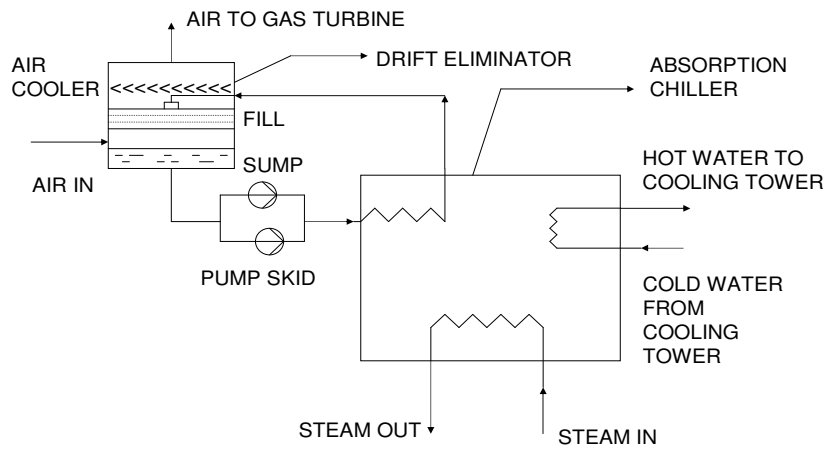 AIR TO GAS TURBINE
AIR
COOLER
DRIFT ELIMINATOR
ABSORPTION
CHILLER
FILL
AIR IN
SUMP
PUMP SKID
HOT WATER TO
COOLING TOWER
COLD WATER
FROM
COOLING
TOWER
STEAM OUT
STEAM IN